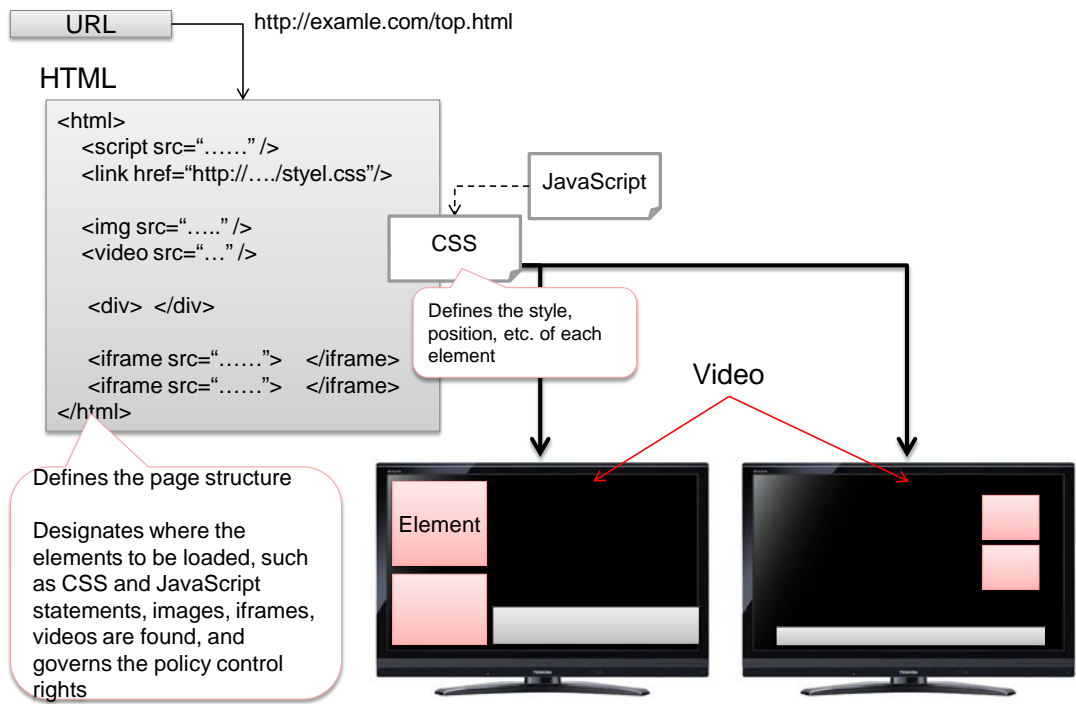 URL
http://examle.com/top.html
HTML
<html>
<script src=“……” />
<link href=“http://…./styel.css”/>
<img src=“…..” />
<video src=“…” />
<div>  </div>
<iframe src=“……”>    </iframe>
<iframe src=“……”>    </iframe>
</html>
JavaScript
CSS
Defines the style,
position, etc. of each
element
Video
Defines the page structure
Designates where the
elements to be loaded, such
as CSS and JavaScript
statements, images, iframes,
videos are found, and
governs the policy control
rights
Element
TOSHIBA
TOSHIBA